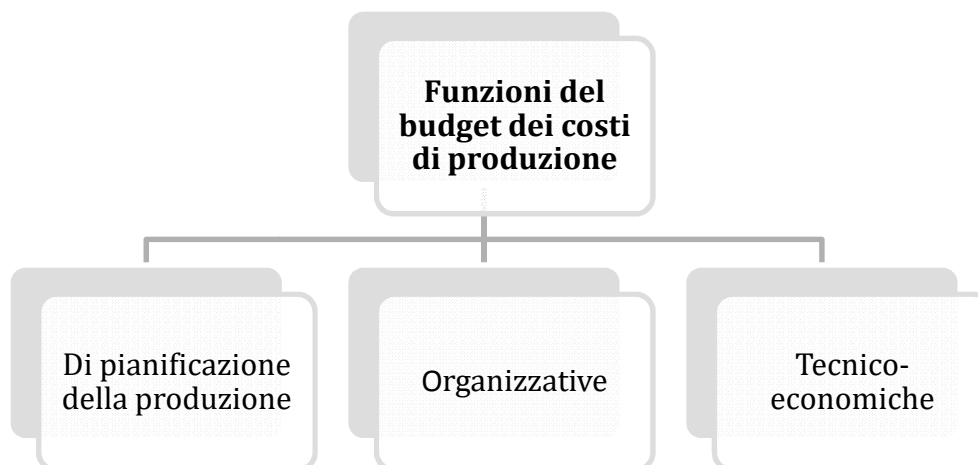 Funzioni del
budget dei costi
di produzione
Di pianificazione
della produzione
Organizzative
Tecnico-
economiche